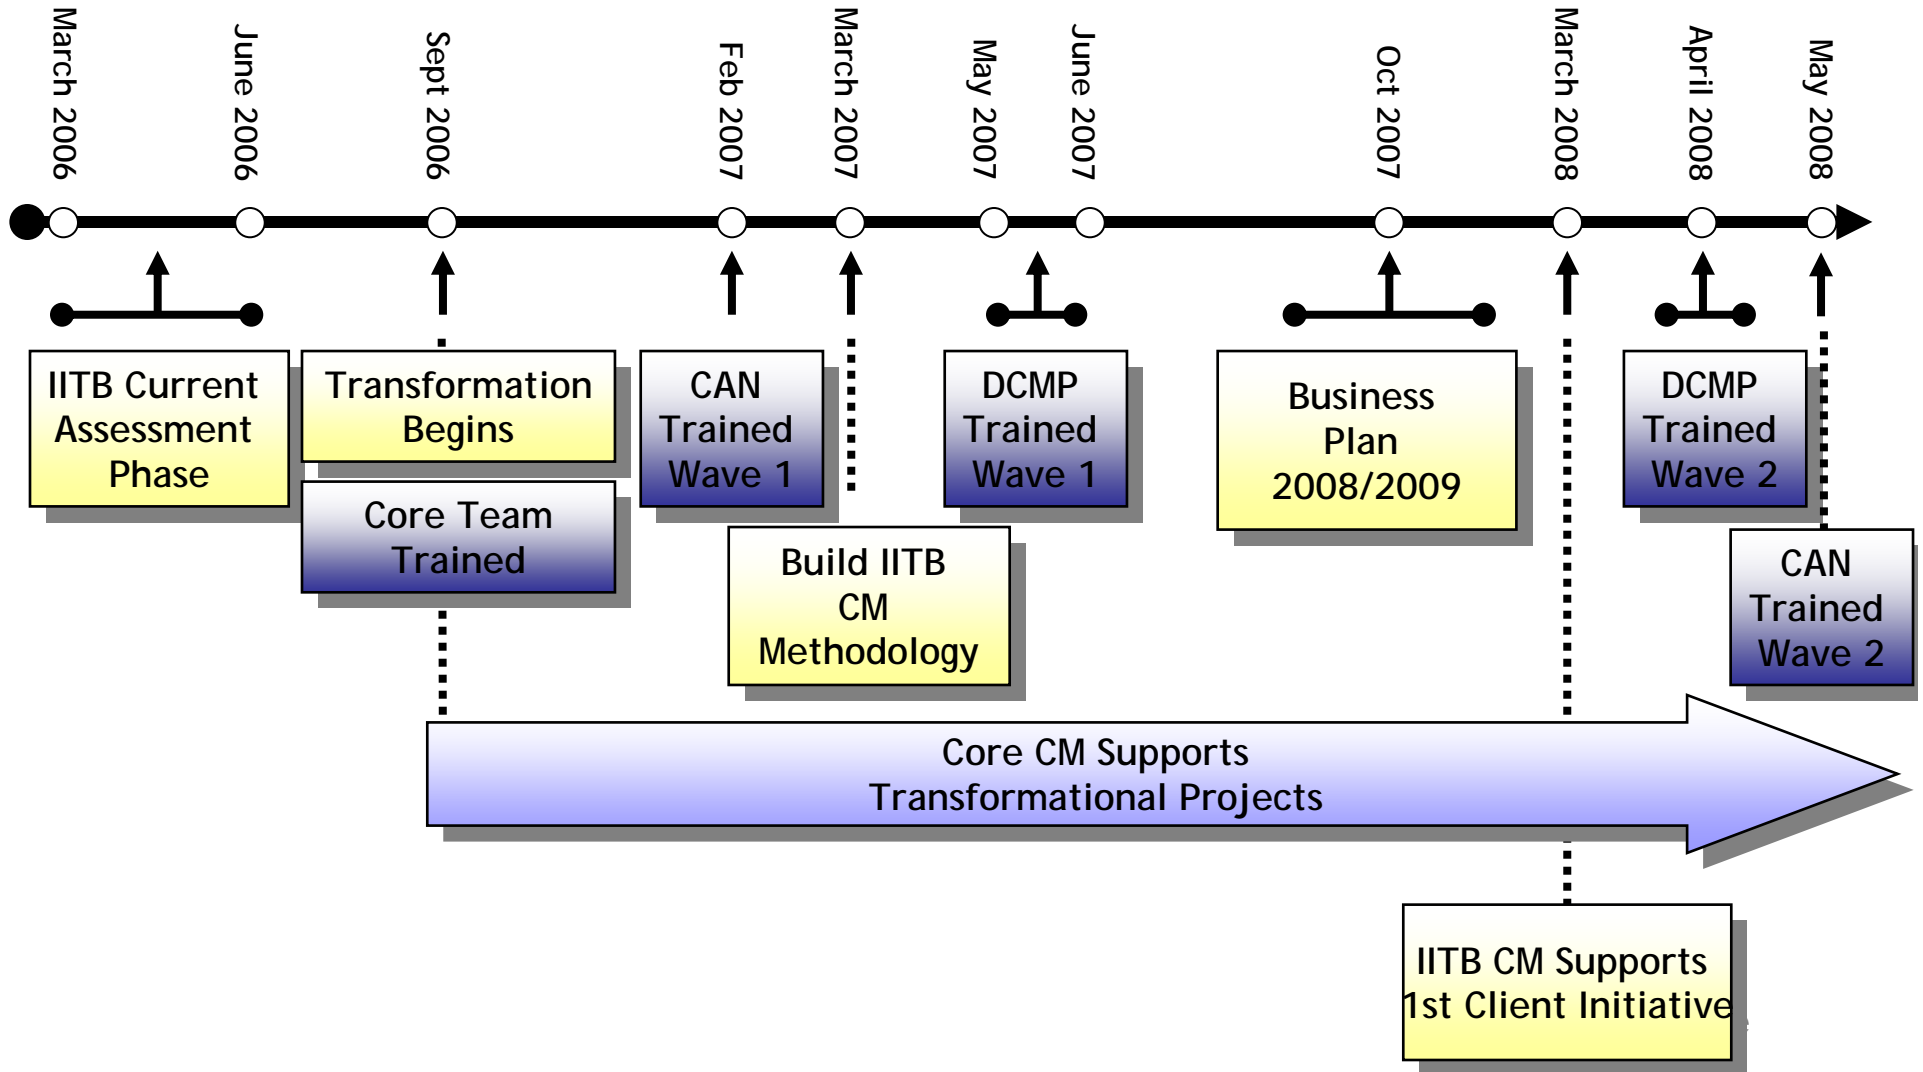 March 2006
June 2006
Sept 2006
Feb 2007
March 2007
May 2007
June 2007
Oct 2007
March 2008
April 2008
May 2008
IITB Current
Assessment
Phase
Transformation
Begins
Core Team
Trained
CAN
Trained
Wave 1
Build IITB
CM
Methodology
DCMP
Trained
Wave 1
Business
Plan
2008/2009
DCMP
Trained
Wave 2
CAN
Trained
Wave 2
Core CM Supports
Transformational Projects
IITB CM Supports
1st Client Initiative